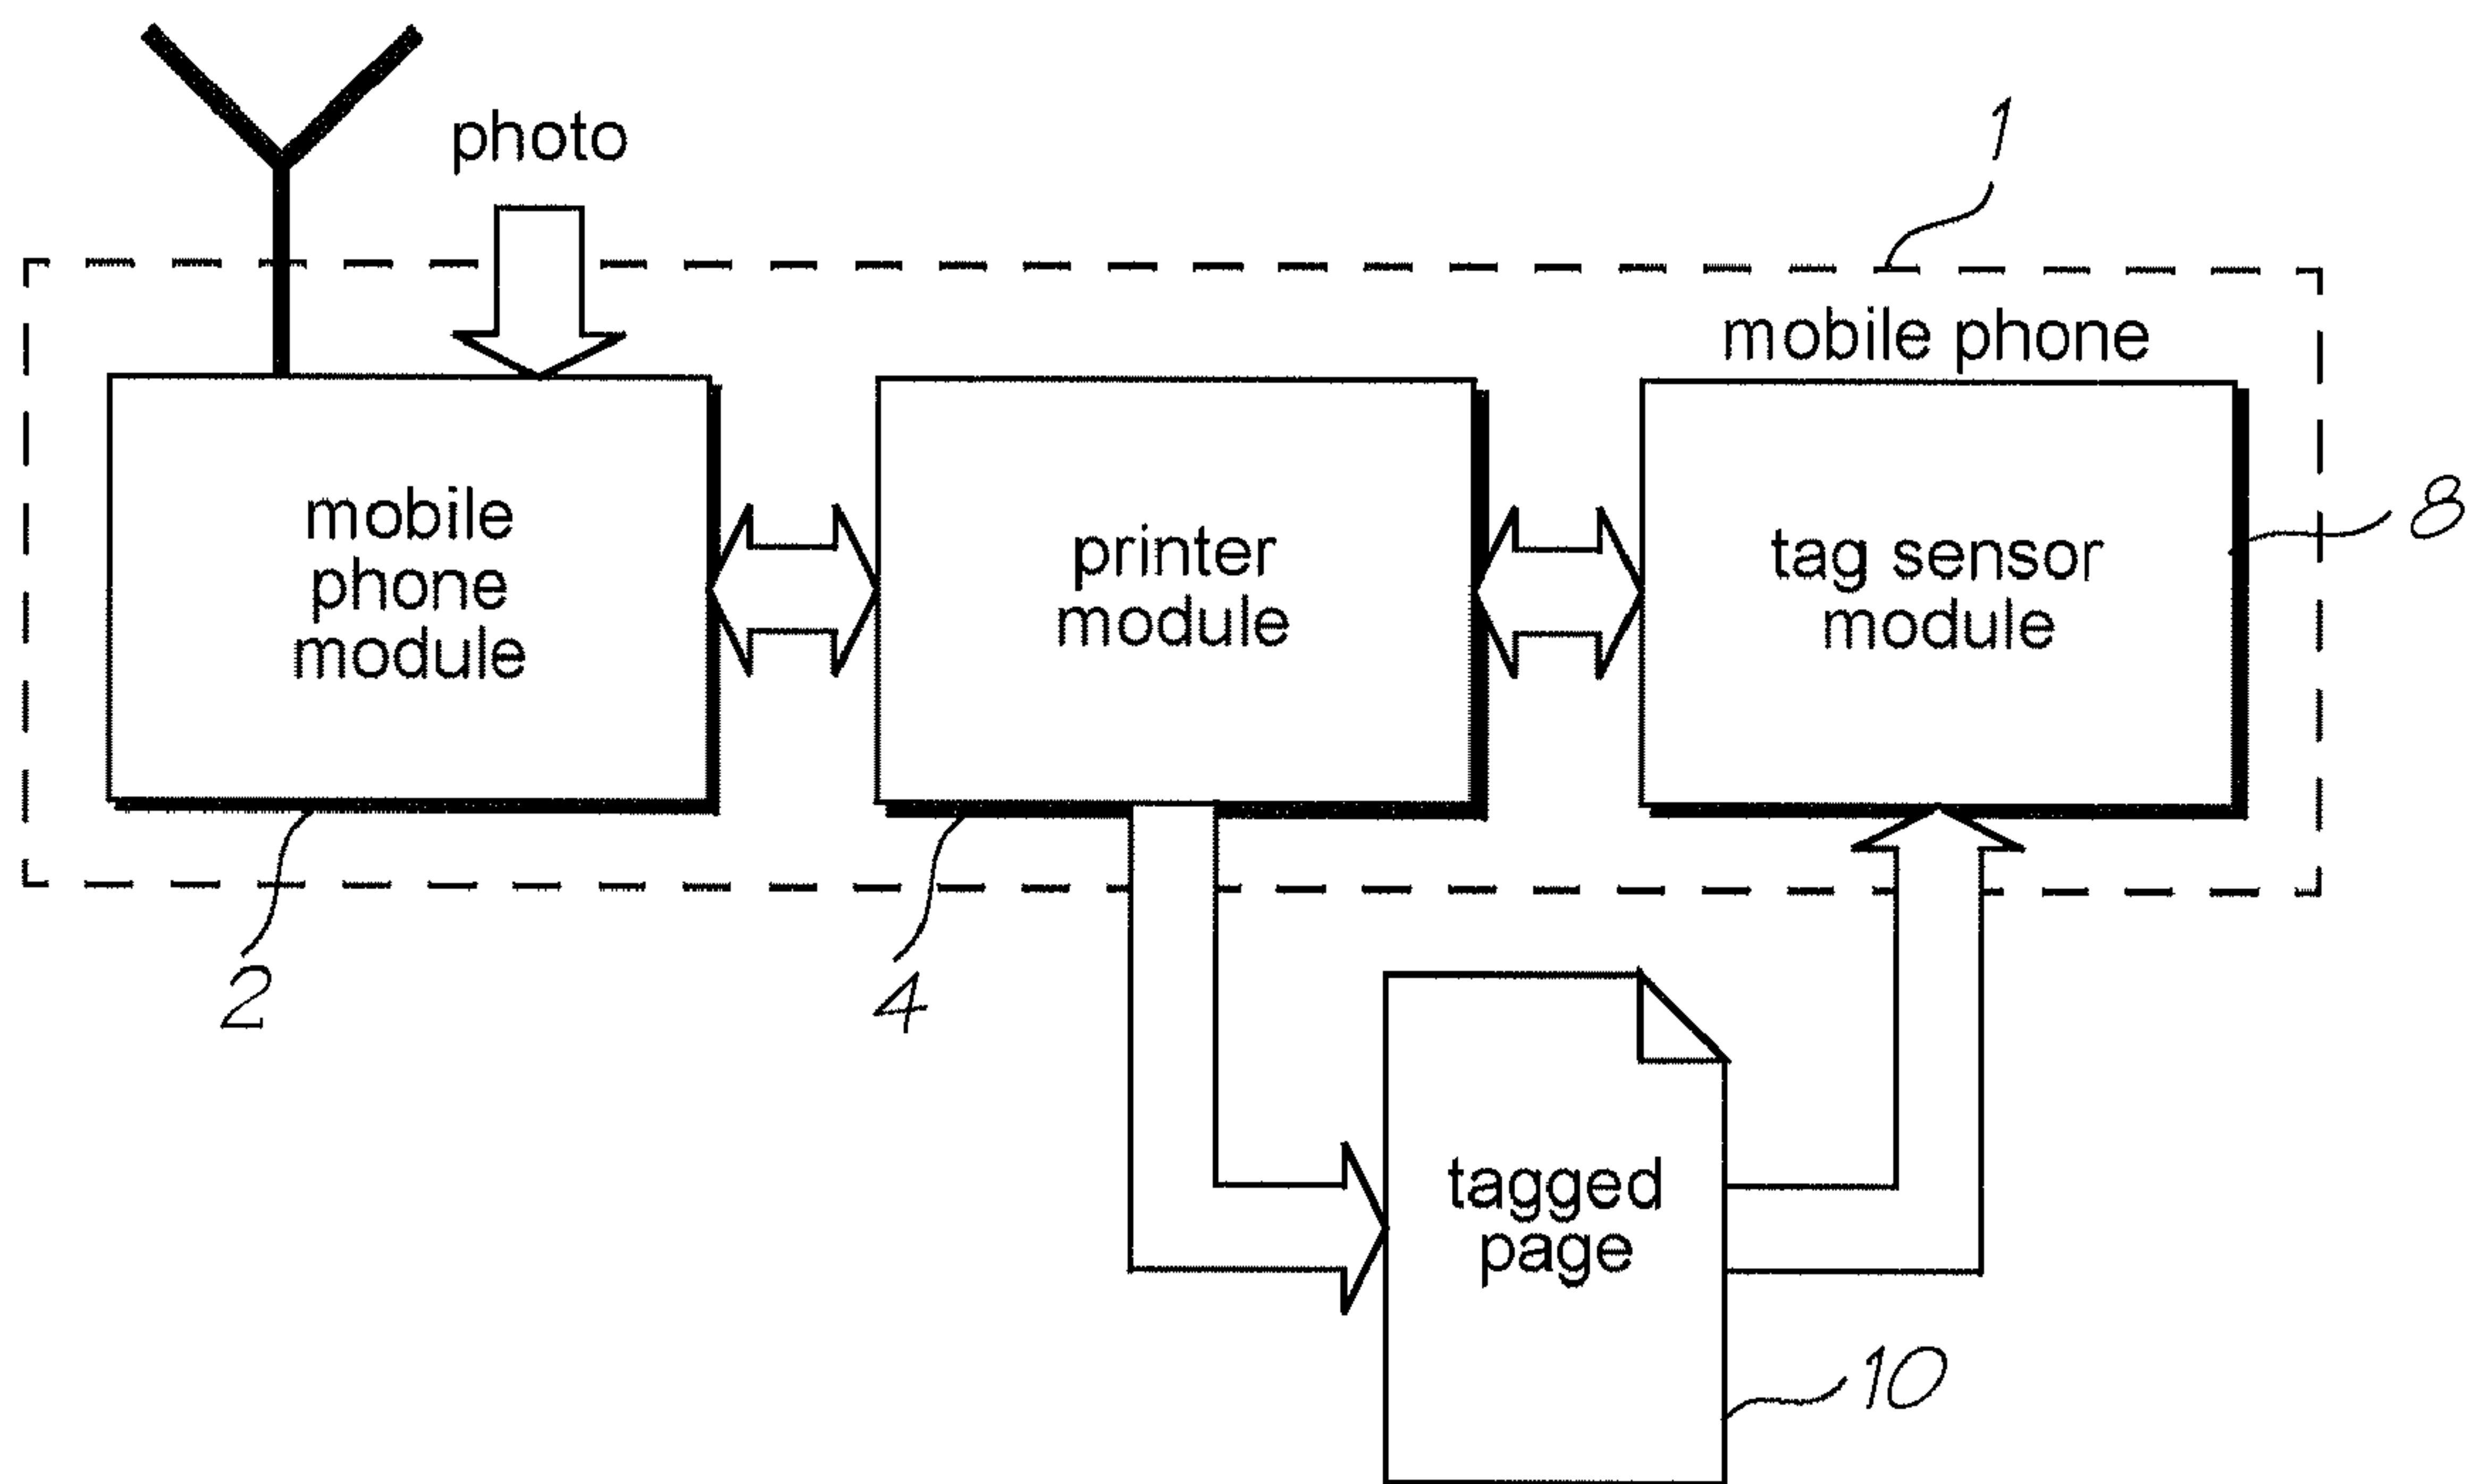 photo
1
mobile phone
mobile
phone
module
printer
module
tag sensor
module
8
2
4
tagged
page
10